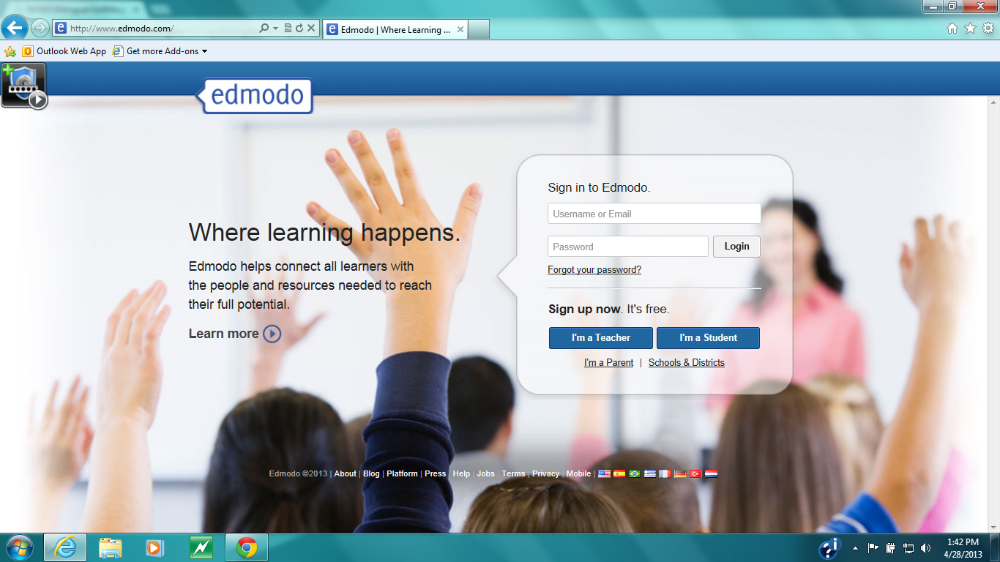 http://www.edmodo.com/
Edmodo | Where Learning ...
Outlook Web App
Get more Add-ons
edmodo
Where learning happens.
Edmodo helps connect all learners with
the people and resources needed to reach
their full potential.
Learn more
Sign in to Edmodo.
Username or Email
Password
Login
Forgot your password?
Sign up now. It's free.
I'm a Teacher
I'm a Student
I'm a Parent | Schools & Districts
Edmodo ©2013 | About | Blog | Platform | Press | Help | Jobs | Terms | Privacy | Mobile |
1:42 PM
4/28/2013